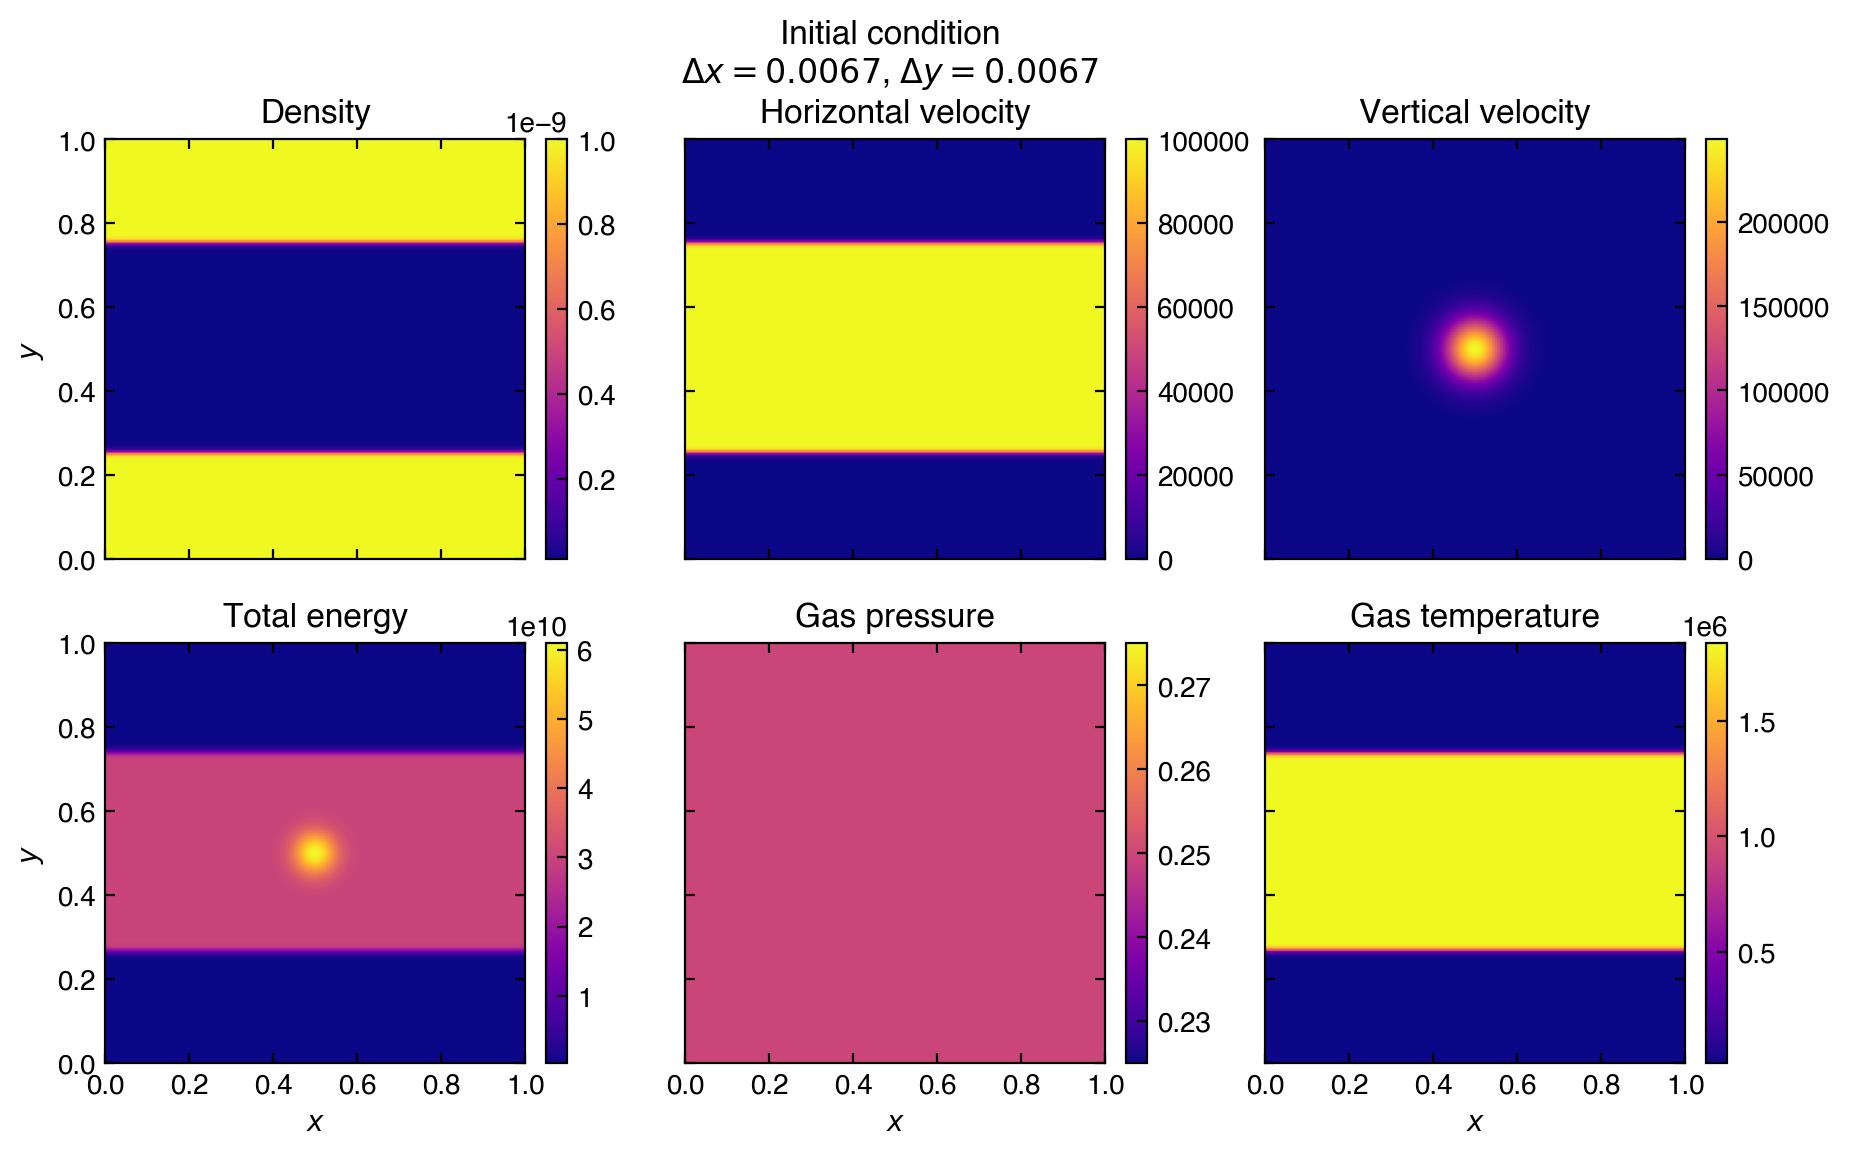 Initial condition
Δx = 0.0067, Δy = 0.0067
Density
Horizontal velocity
Vertical velocity
1e−9
1.0
0.8
0.6
0.4
0.2
0.0
y
1.0
0.8
0.6
0.4
0.2
100000
80000
60000
40000
20000
0
200000
150000
100000
50000
0
Total energy
Gas pressure
Gas temperature
1e10
1e6
1.0
0.8
0.6
0.4
0.2
0.0
y
6
5
4
3
2
1
0.27
0.26
0.25
0.24
0.23
1.5
1.0
0.5
0.0 0.2 0.4 0.6 0.8 1.0
0.0 0.2 0.4 0.6 0.8 1.0
0.0 0.2 0.4 0.6 0.8 1.0
x
x
x